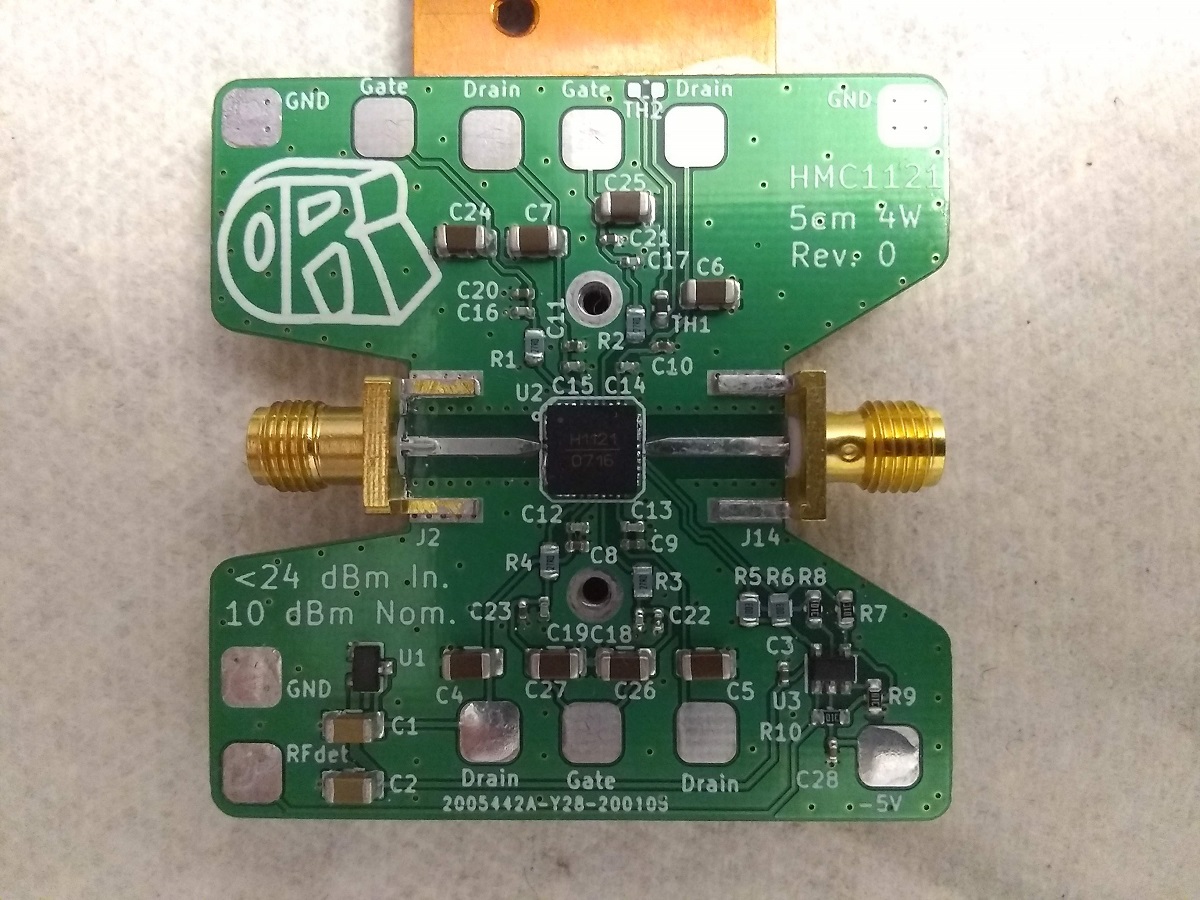 Gate Drain Gate Drain
GND GND
TH2
ORI
HMC1121
5cm 4W
Rev: 0
C25
C24 C7
C21
C17
C6
C20
C16
C11
TH1
R2
R1
C10
U2 C15 C14
H1121
0716
C12 C13
J2 J14
C9
C8
R4
R3
<24 dBm In.
10 dBm Nom.
R5 R6 R8
R7
C23 C22
C19 C18
C3
U1
C4 C27 C26 C5
GND
U3
R9
R10
C1
RFdet
C2
Drain Gate Drain
C28
-5V
2005442A-Y28-200109